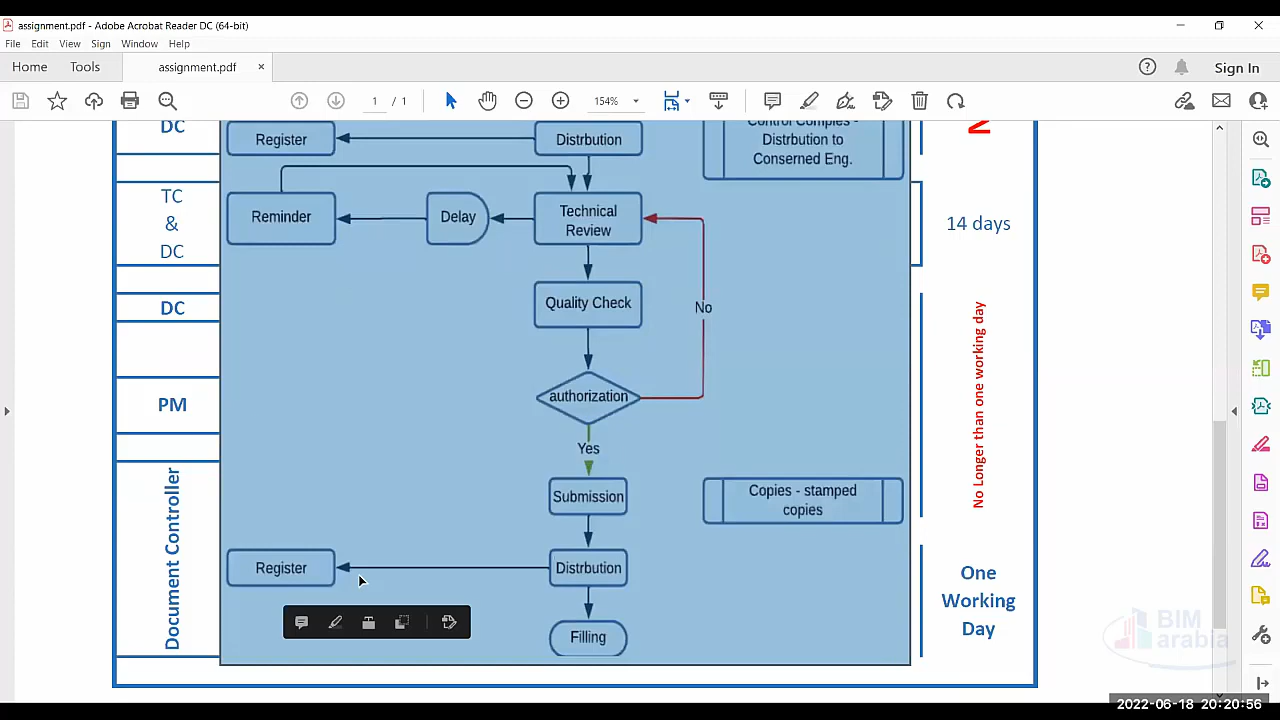 assignment.pdf - Adobe Acrobat Reader DC (64-bit)
File Edit View Sign Window Help
Home Tools assignment.pdf × Sign In
1 / 1 154%
DC
Register
Distrbution
Control Complies -
Distrbution to
Conserned Eng.
TC
&
DC
Reminder
Delay
Technical
Review
14 days
DC
Quality Check
No
No Longer than one working day
PM
authorization
Yes
Document Controller
Submission
Copies - stamped
copies
Register
Distrbution
One
Working
Day
Filling
BIM
arabia
2022-06-18 20:20:56